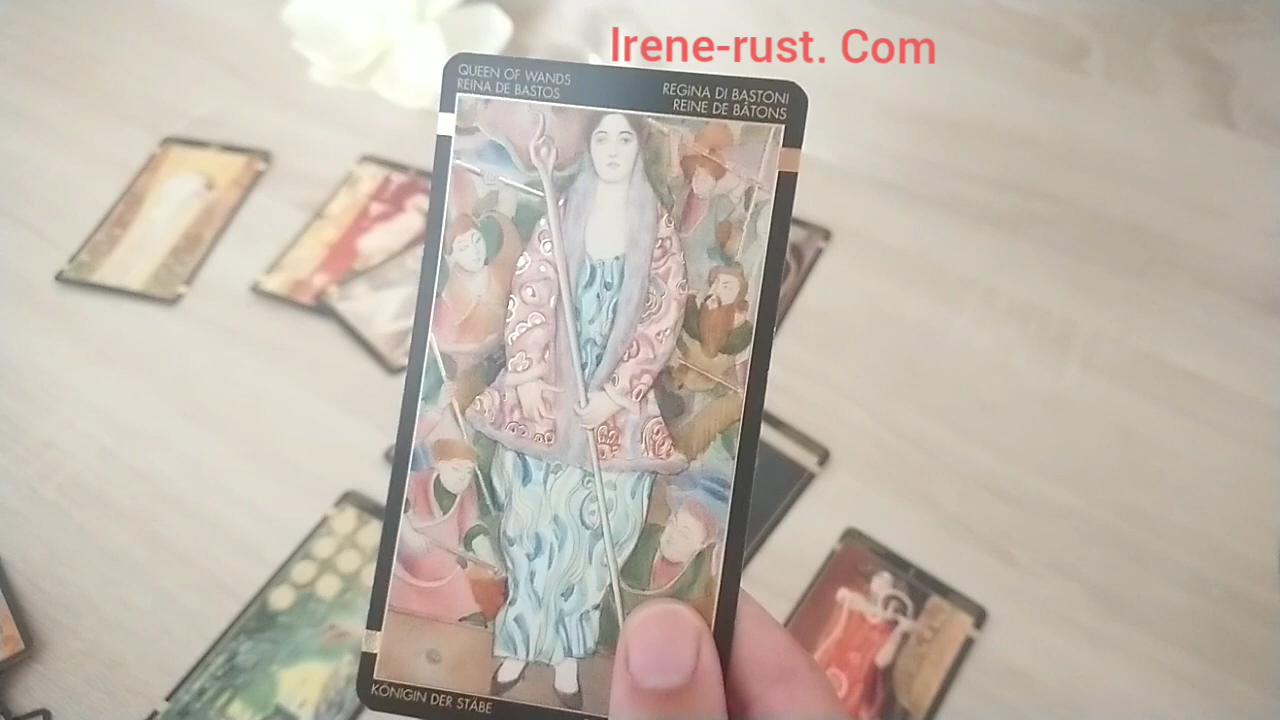 Irene-rust. Com
QUEEN OF WANDS
REINA DE BASTOS
REGINA DI BASTONI
REINE DE BÂTONS
KÖNIGIN DER STÄBE